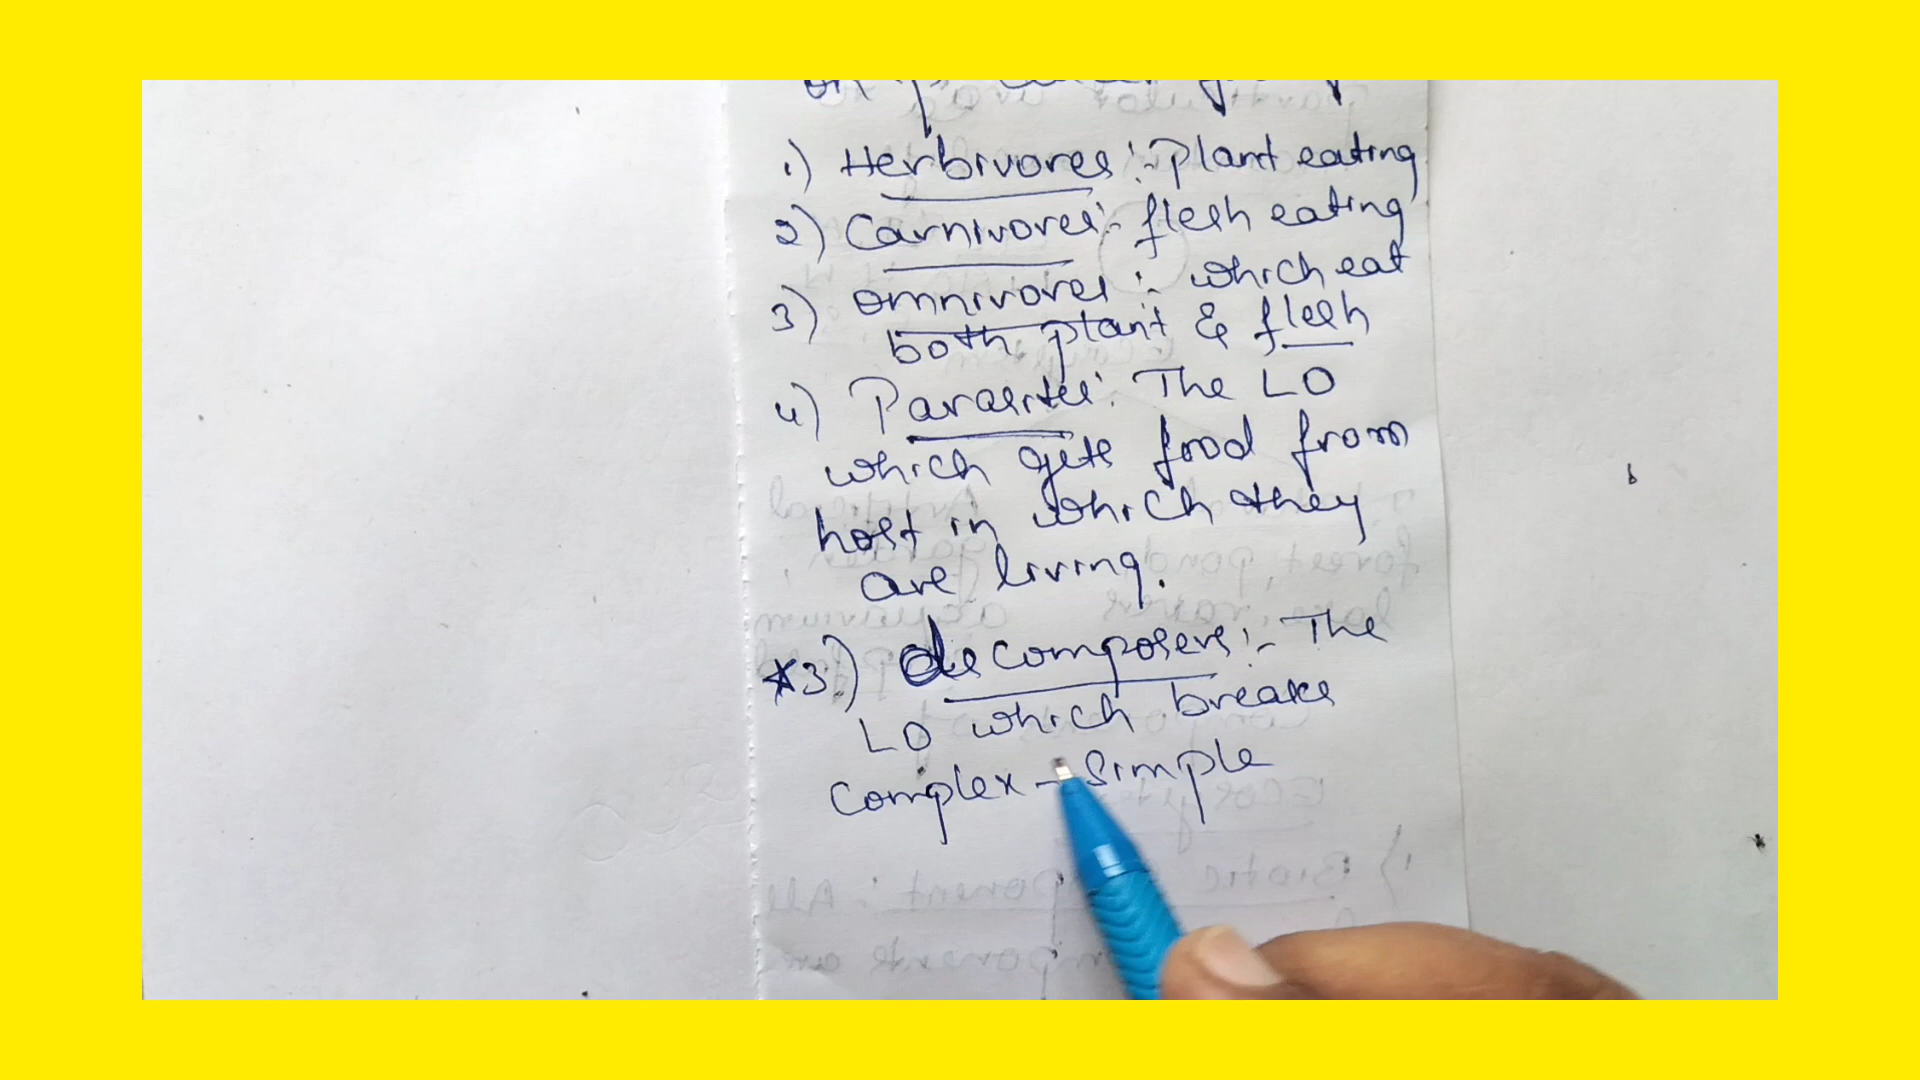 on
1) Herbivores :- Plant eating
2) Carnivores :- flesh eating
3) omnivores :- which eat
both plant & flesh
4) Parasites : The LO
which gets food from
host in which they
are living.
*3) decomposers :- The
LO which breaks
Complex - Simple